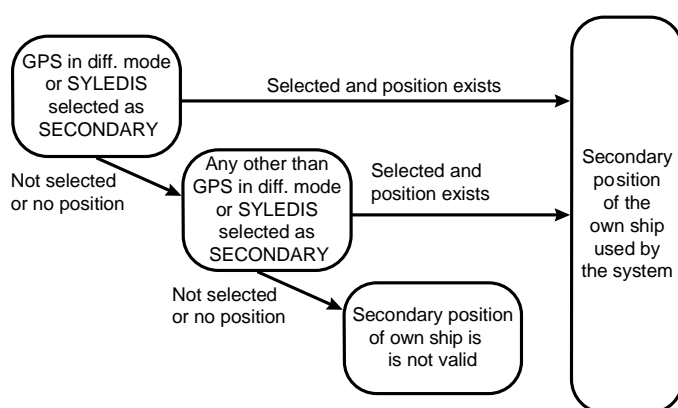 GPS in diff. mode
or SYLEDIS
selected as
SECONDARY
Selected and position exists
Not selected
or no position
Any other than
GPS in diff. mode
or SYLEDIS
selected as
SECONDARY
Selected and
position exists
Secondary
position
of the
own ship
used by
the system
Not selected
or no position
Secondary position
of own ship is
is not valid